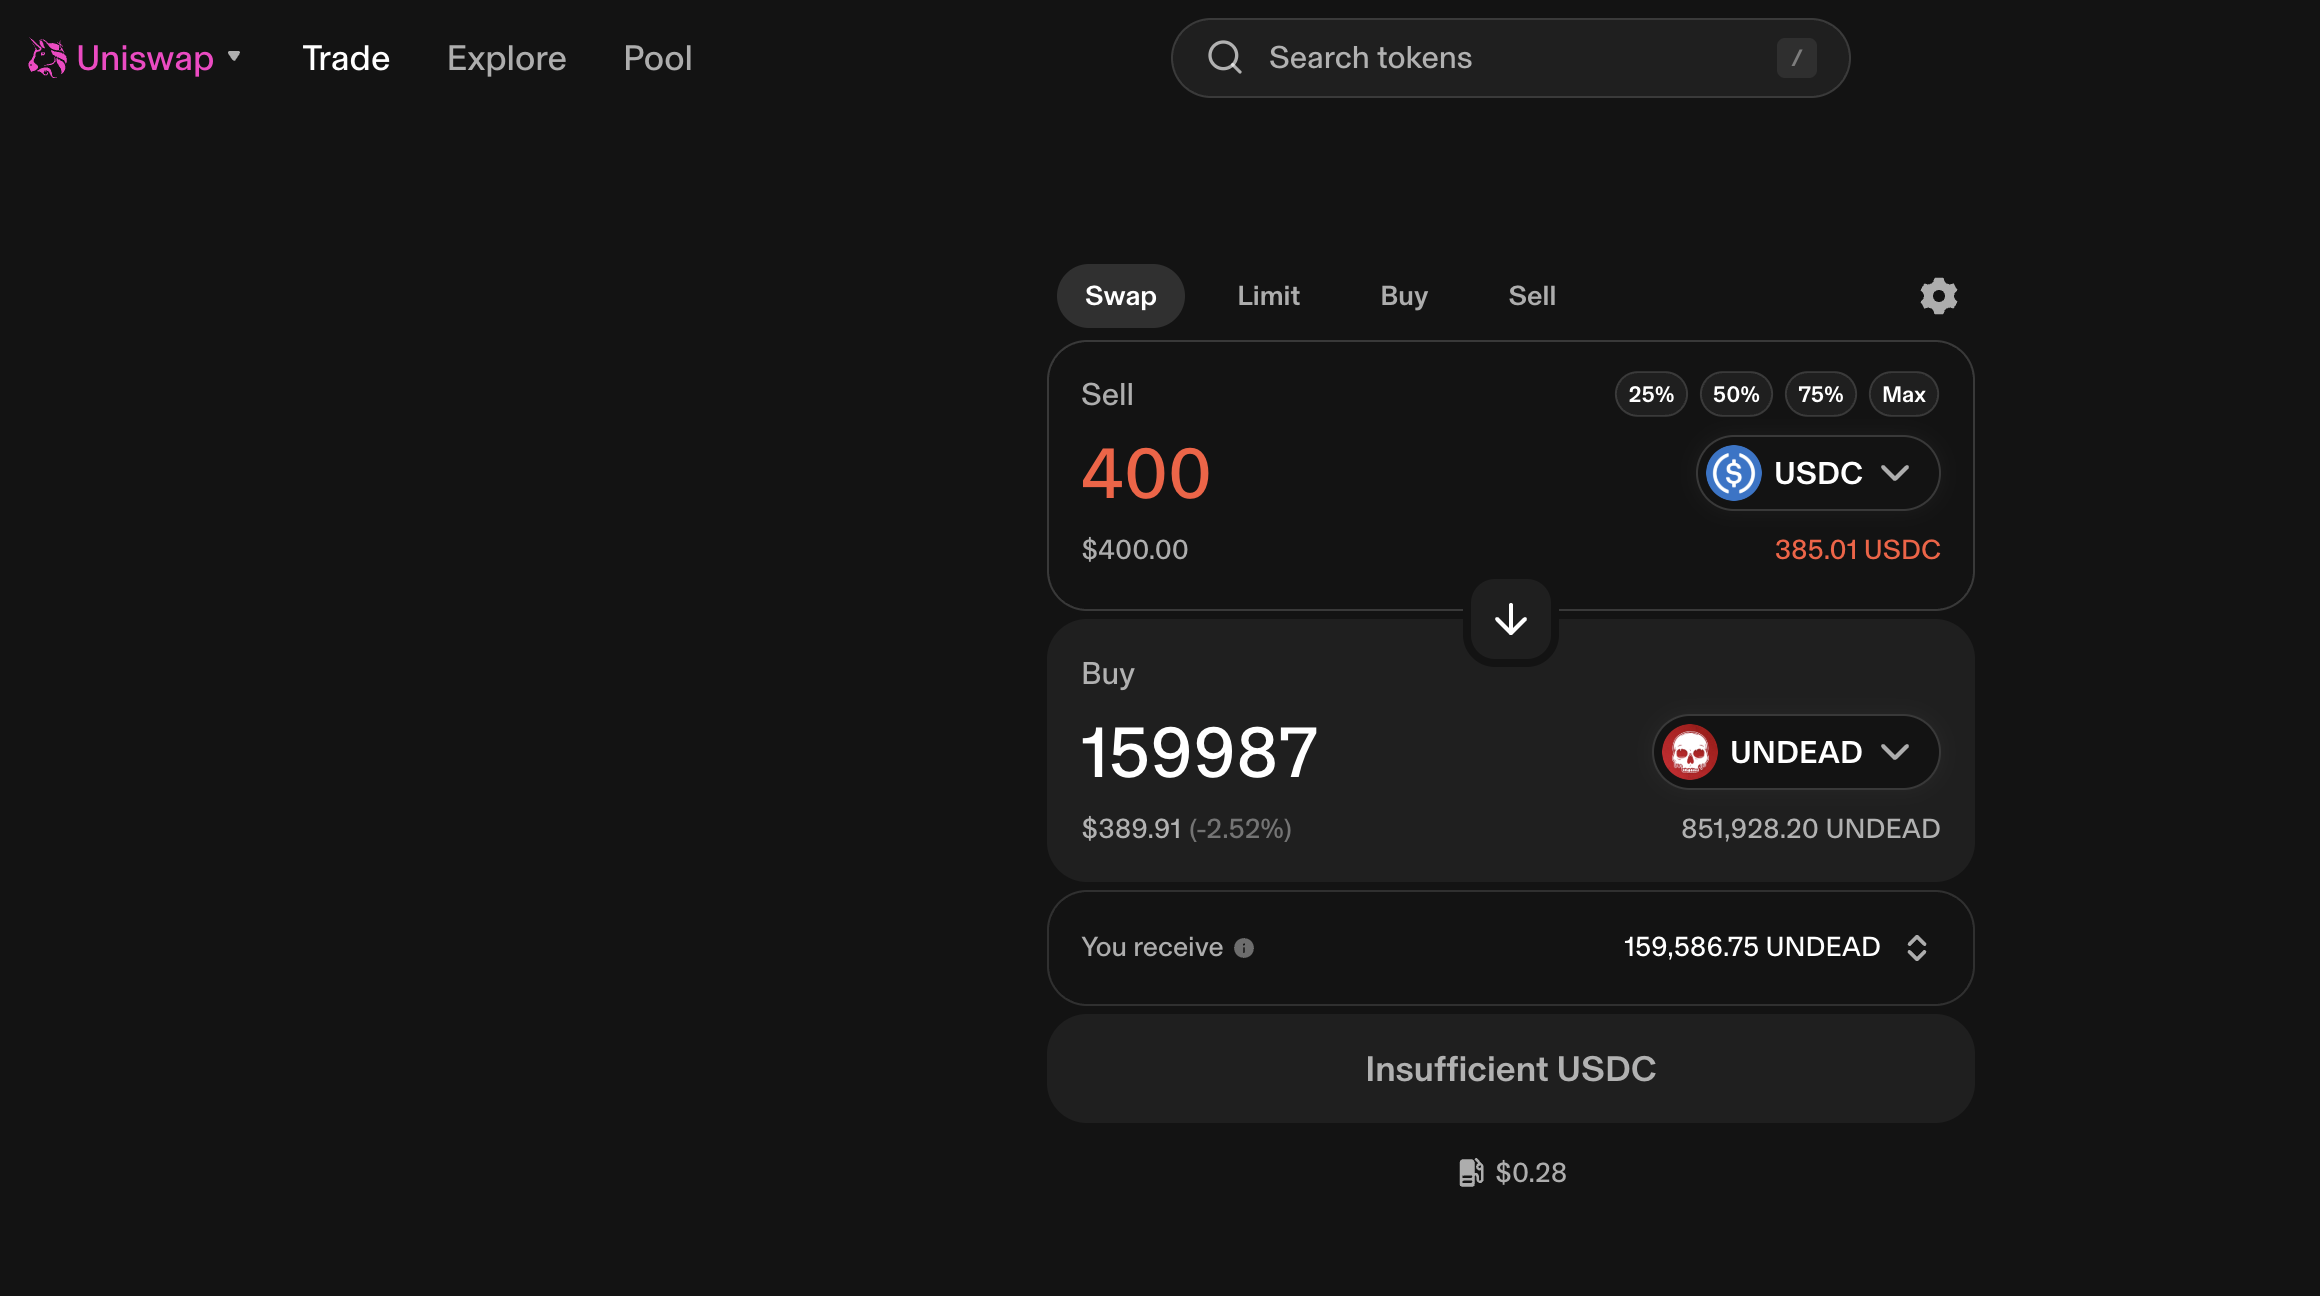 Uniswap Trade Explore Pool Search tokens /
Swap Limit Buy Sell
Sell 25% 50% 75% Max
400 USDC
$400.00 385.01 USDC
Buy
159987 UNDEAD
$389.91 (-2.52%) 851,928.20 UNDEAD
You receive 159,586.75 UNDEAD
Insufficient USDC
$0.28